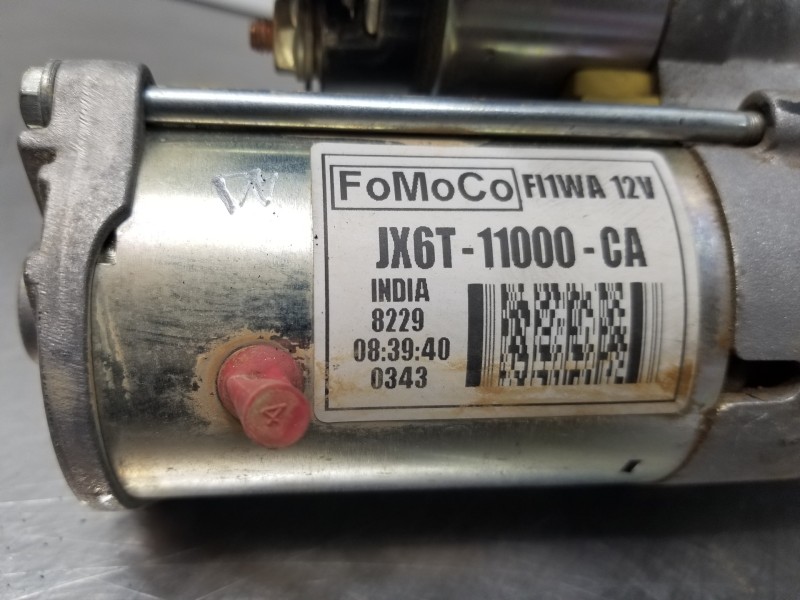 FoMoCo FI1WA 12V
JX6T-11000-CA
INDIA
8229
08:39:40
0343
4